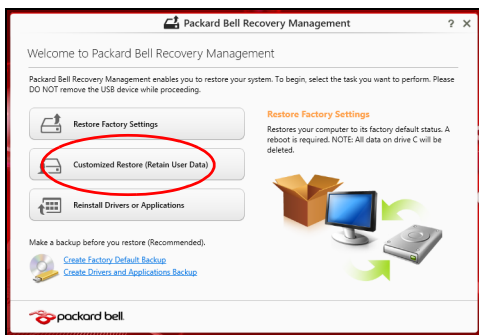 Packard Bell Recovery Management ? X
Welcome to Packard Bell Recovery Management
Packard Bell Recovery Management enables you to restore your system. To begin, select the task you want to perform. Please
DO NOT remove the USB device while proceeding.
Restore Factory Settings
Customized Restore (Retain User Data)
Reinstall Drivers or Applications
Restore Factory Settings
Restores your computer to its factory default status. A
reboot is required. NOTE: All data on drive C will be
deleted.
Make a backup before you restore (Recommended).
Create Factory Default Backup
Create Drivers and Applications Backup
packard bell